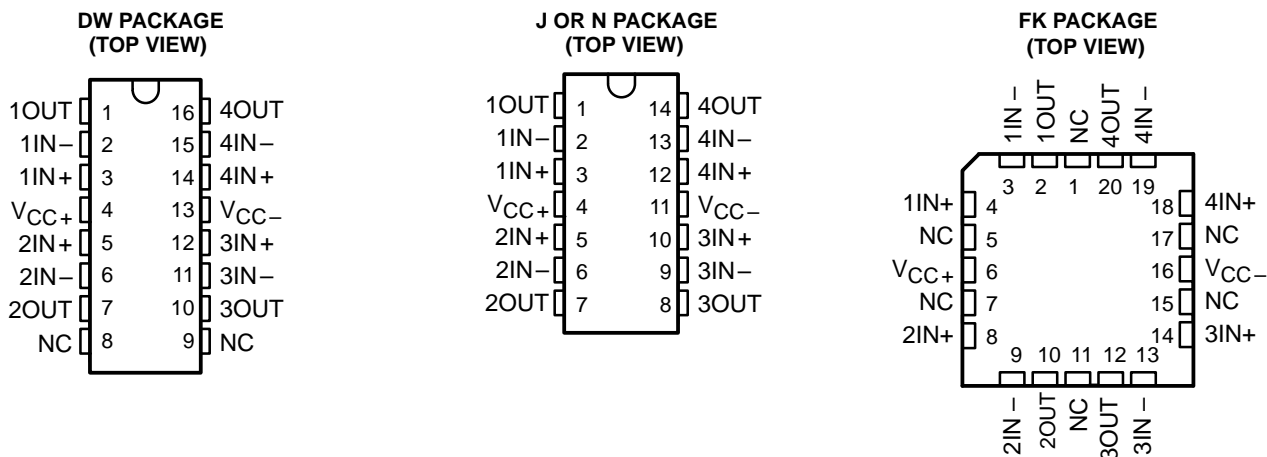 DW PACKAGE
(TOP VIEW)
1OUT 1 16 4OUT
1IN− 2 15 4IN−
1IN+ 3 14 4IN+
VCC+ 4 13 VCC−
2IN+ 5 12 3IN+
2IN− 6 11 3IN−
2OUT 7 10 3OUT
NC 8 9 NC
J OR N PACKAGE
(TOP VIEW)
1OUT 1 14 4OUT
1IN− 2 13 4IN−
1IN+ 3 12 4IN+
VCC+ 4 11 VCC−
2IN+ 5 10 3IN+
2IN− 6 9 3IN−
2OUT 7 8 3OUT
FK PACKAGE
(TOP VIEW)
1IN− 1OUT NC 4OUT 4IN−
3 2 1 20 19
1IN+ 4 18 4IN+
NC 5 17 NC
VCC+ 6 16 VCC−
NC 7 15 NC
2IN+ 8 14 3IN+
9 10 11 12 13
2IN− 2OUT NC 3OUT 3IN−